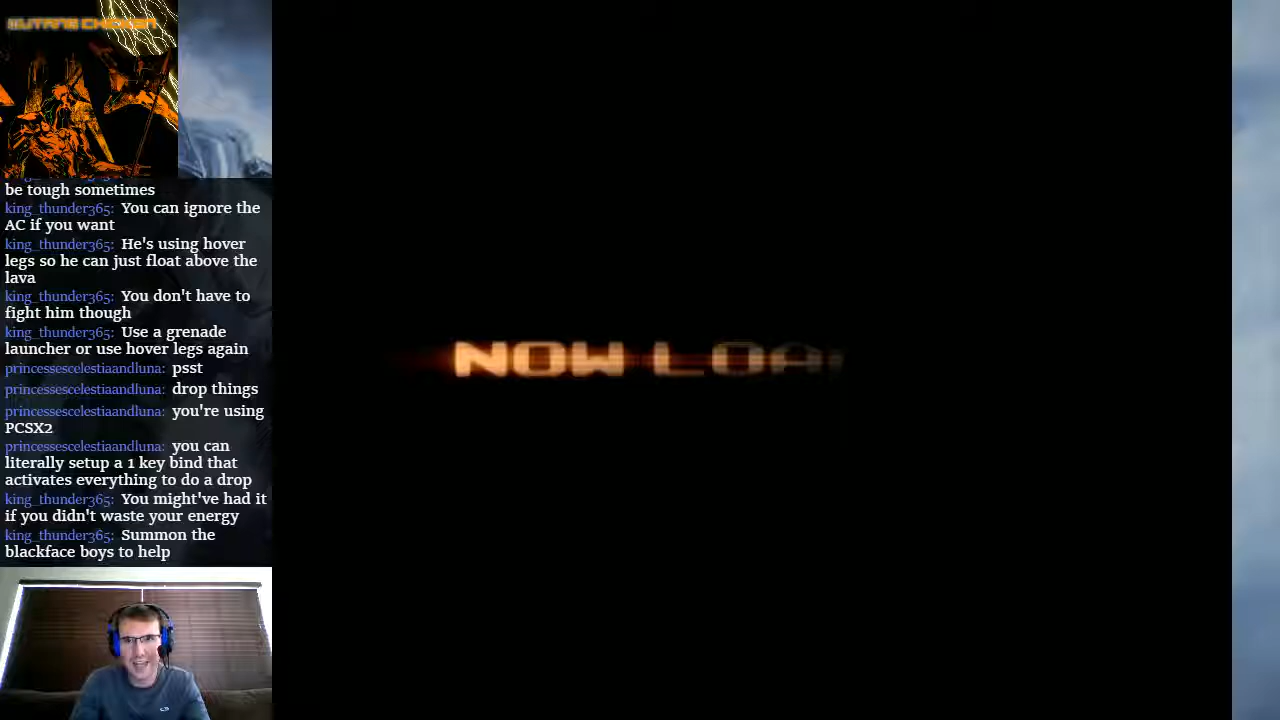 MUTANT CHICKEN
be tough sometimes
king_thunder365: You can ignore the
AC if you want
king_thunder365: He's using hover
legs so he can just float above the
lava
king_thunder365: You don't have to
fight him though
king_thunder365: Use a grenade
launcher or use hover legs again
princessescelestiaandluna: psst
princessescelestiaandluna: drop things
princessescelestiaandluna: you're using
PCSX2
princessescelestiaandluna: you can
literally setup a 1 key bind that
activates everything to do a drop
king_thunder365: You might've had it
if you didn't waste your energy
king_thunder365: Summon the
blackface boys to help
NOW LOA